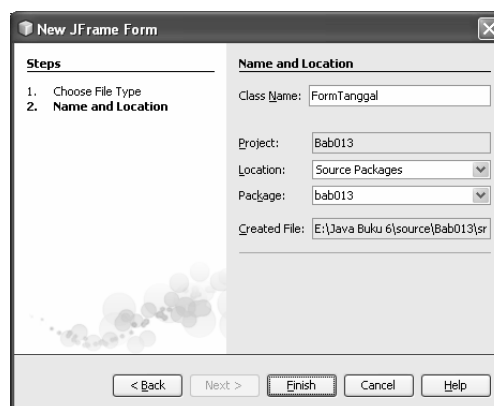 New JFrame Form
Steps
1. Choose File Type
2. Name and Location
Name and Location
Class Name: FormTanggal
Project: Bab013
Location: Source Packages
Package: bab013
Created File: E:\Java Buku 6\source\Bab013\sr
< Back Next > Finish Cancel Help